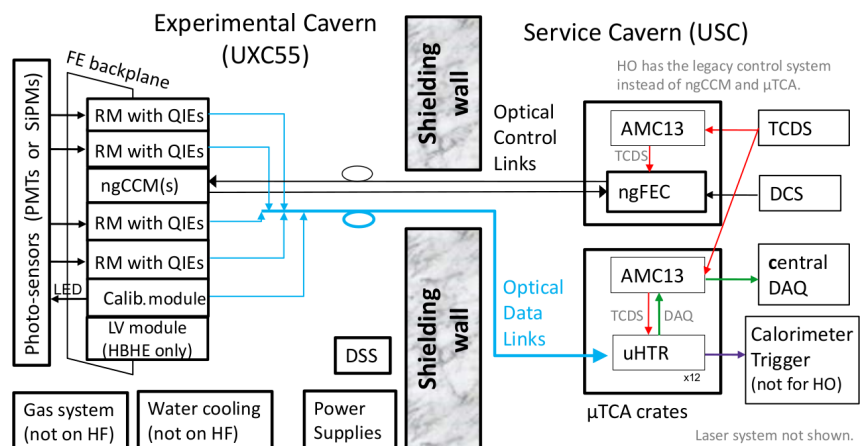 Experimental Cavern
(UXC55)
Service Cavern (USC)
FE backplane
HO has the legacy control system
instead of ngCCM and µTCA.
Photo-sensors (PMTs or SiPMs)
RM with QIEs
RM with QIEs
ngCCM(s)
RM with QIEs
RM with QIEs
LED
Calib.module
LV module
(HBHE only)
Shielding
wall
Optical
Control
Links
AMC13
TCDS
TCDS
ngFEC
DCS
Shielding
wall
Optical
Data
Links
AMC13
central
DAQ
TCDS
DAQ
uHTR
x12
Calorimeter
Trigger
(not for HO)
µTCA crates
DSS
Gas system
(not on HF)
Water cooling
(not on HF)
Power
Supplies
Laser system not shown.